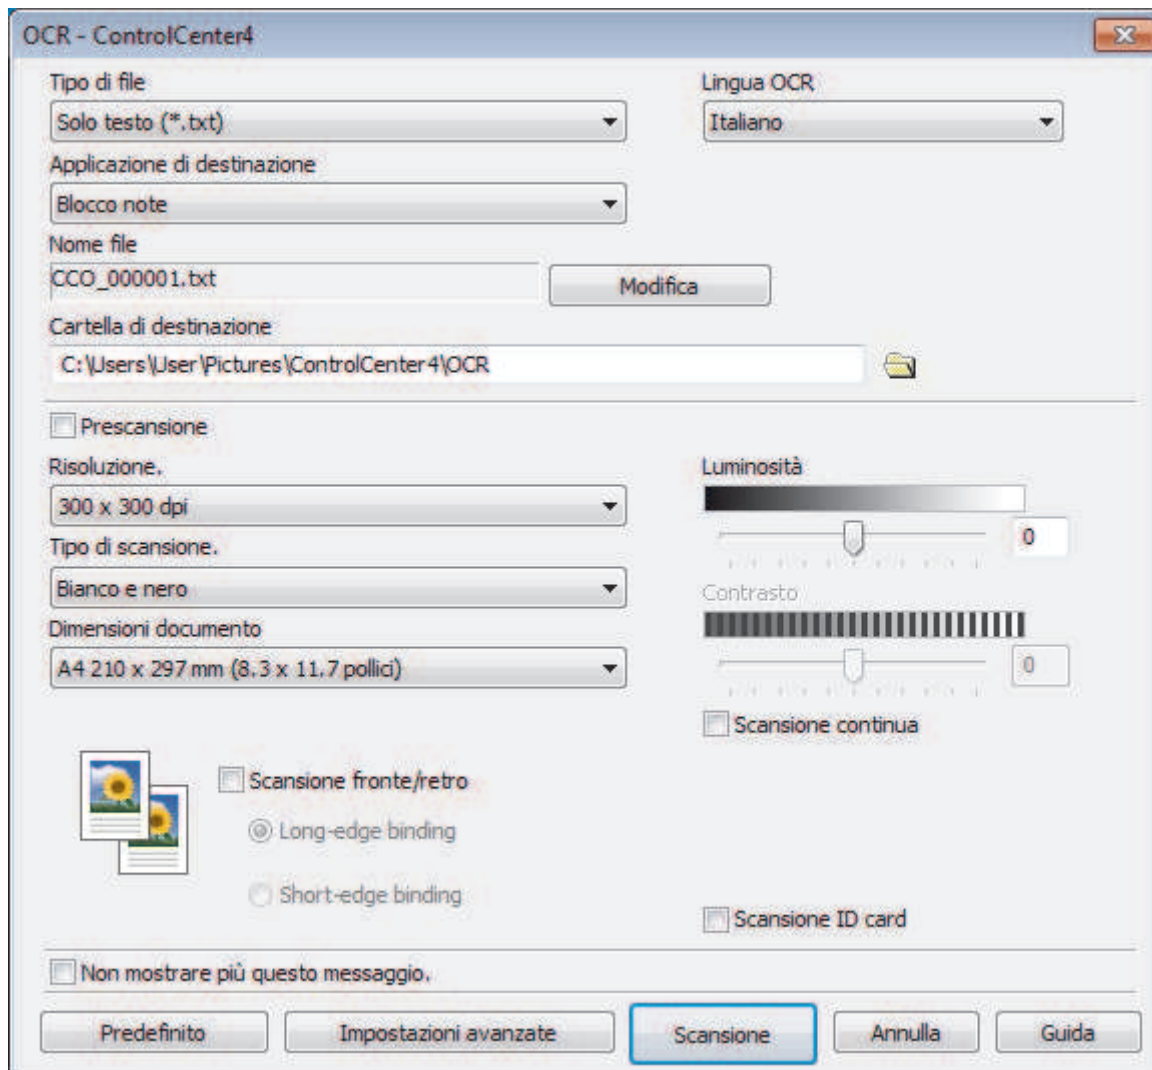 OCR - ControlCenter4
Tipo di file
Lingua OCR
Solo testo (*.txt)
Italiano
Applicazione di destinazione
Blocco note
Nome file
CCO_000001.txt
Modifica
Cartella di destinazione
C:\Users\User\Pictures\ControlCenter4\OCR
Prescansione
Risoluzione.
Luminosità
300 x 300 dpi
0
Tipo di scansione.
Bianco e nero
Contrasto
Dimensioni documento
A4 210 x 297 mm (8.3 x 11.7 pollici)
0
Scansione continua
Scansione fronte/retro
Long-edge binding
Short-edge binding
Scansione ID card
Non mostrare più questo messaggio.
Predefinito
Impostazioni avanzate
Scansione
Annulla
Guida